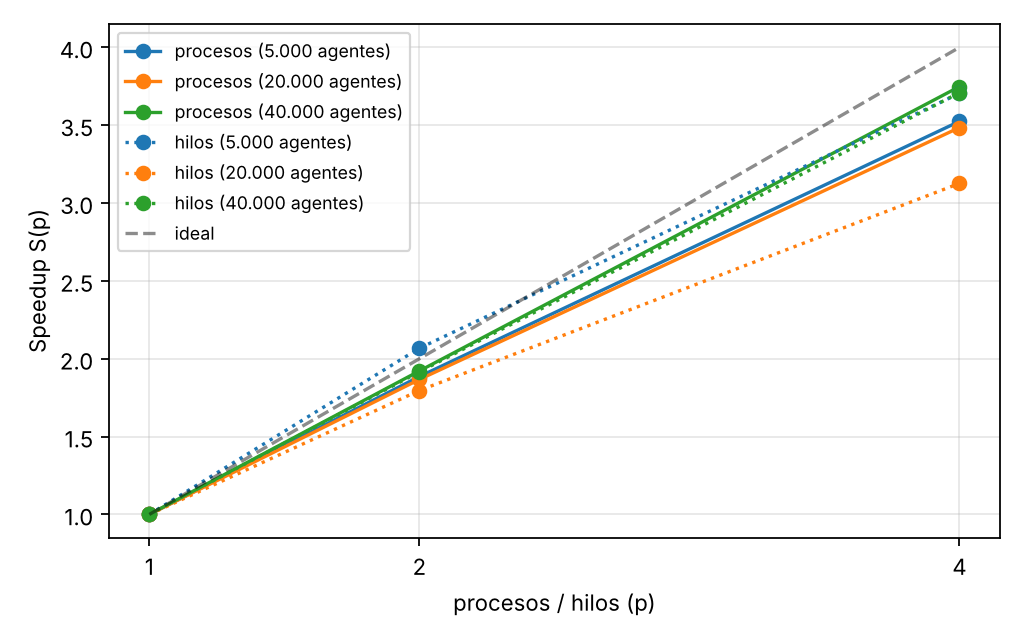 procesos (5.000 agentes)
procesos (20.000 agentes)
procesos (40.000 agentes)
hilos (5.000 agentes)
hilos (20.000 agentes)
hilos (40.000 agentes)
ideal
Speedup S(p)
4.0
3.5
3.0
2.5
2.0
1.5
1.0
1 2 4
procesos / hilos (p)